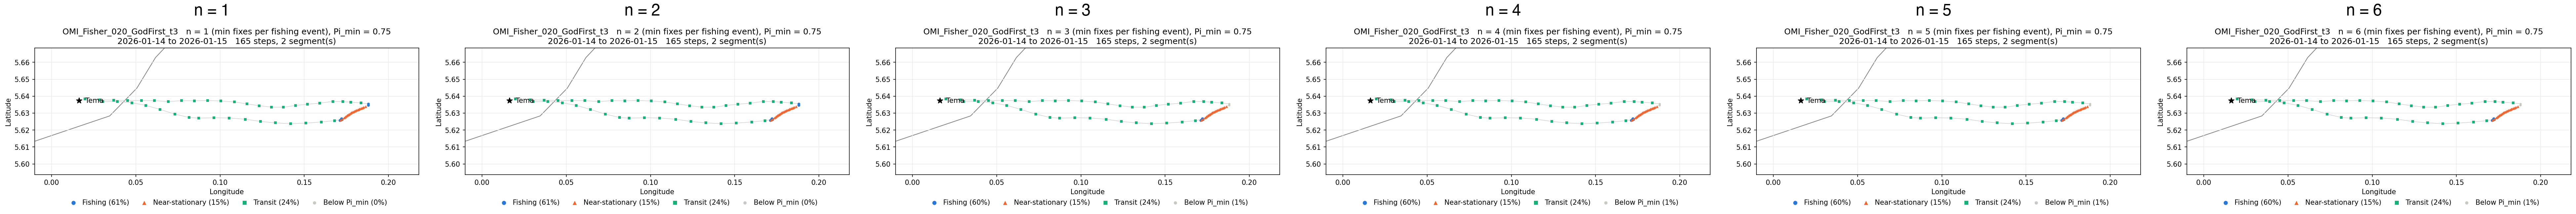 n = 1
OMI_Fisher_020_GodFirst_t3   n = 1 (min fixes per fishing event), Pi_min = 0.75
2026-01-14 to 2026-01-15   165 steps, 2 segment(s)
Latitude
5.66
5.65
5.64
5.63
5.62
5.61
5.60
Tema
0.00
0.05
0.10
0.15
0.20
Longitude
Fishing (61%)
Near-stationary (15%)
Transit (24%)
Below Pi_min (0%)
n = 2
OMI_Fisher_020_GodFirst_t3   n = 2 (min fixes per fishing event), Pi_min = 0.75
2026-01-14 to 2026-01-15   165 steps, 2 segment(s)
Latitude
5.66
5.65
5.64
5.63
5.62
5.61
5.60
Tema
0.00
0.05
0.10
0.15
0.20
Longitude
Fishing (61%)
Near-stationary (15%)
Transit (24%)
Below Pi_min (0%)
n = 3
OMI_Fisher_020_GodFirst_t3   n = 3 (min fixes per fishing event), Pi_min = 0.75
2026-01-14 to 2026-01-15   165 steps, 2 segment(s)
Latitude
5.66
5.65
5.64
5.63
5.62
5.61
5.60
Tema
0.00
0.05
0.10
0.15
0.20
Longitude
Fishing (60%)
Near-stationary (15%)
Transit (24%)
Below Pi_min (1%)
n = 4
OMI_Fisher_020_GodFirst_t3   n = 4 (min fixes per fishing event), Pi_min = 0.75
2026-01-14 to 2026-01-15   165 steps, 2 segment(s)
Latitude
5.66
5.65
5.64
5.63
5.62
5.61
5.60
Tema
0.00
0.05
0.10
0.15
0.20
Longitude
Fishing (60%)
Near-stationary (15%)
Transit (24%)
Below Pi_min (1%)
n = 5
OMI_Fisher_020_GodFirst_t3   n = 5 (min fixes per fishing event), Pi_min = 0.75
2026-01-14 to 2026-01-15   165 steps, 2 segment(s)
Latitude
5.66
5.65
5.64
5.63
5.62
5.61
5.60
Tema
0.00
0.05
0.10
0.15
0.20
Longitude
Fishing (60%)
Near-stationary (15%)
Transit (24%)
Below Pi_min (1%)
n = 6
OMI_Fisher_020_GodFirst_t3   n = 6 (min fixes per fishing event), Pi_min = 0.75
2026-01-14 to 2026-01-15   165 steps, 2 segment(s)
Latitude
5.66
5.65
5.64
5.63
5.62
5.61
5.60
Tema
0.00
0.05
0.10
0.15
0.20
Longitude
Fishing (60%)
Near-stationary (15%)
Transit (24%)
Below Pi_min (1%)